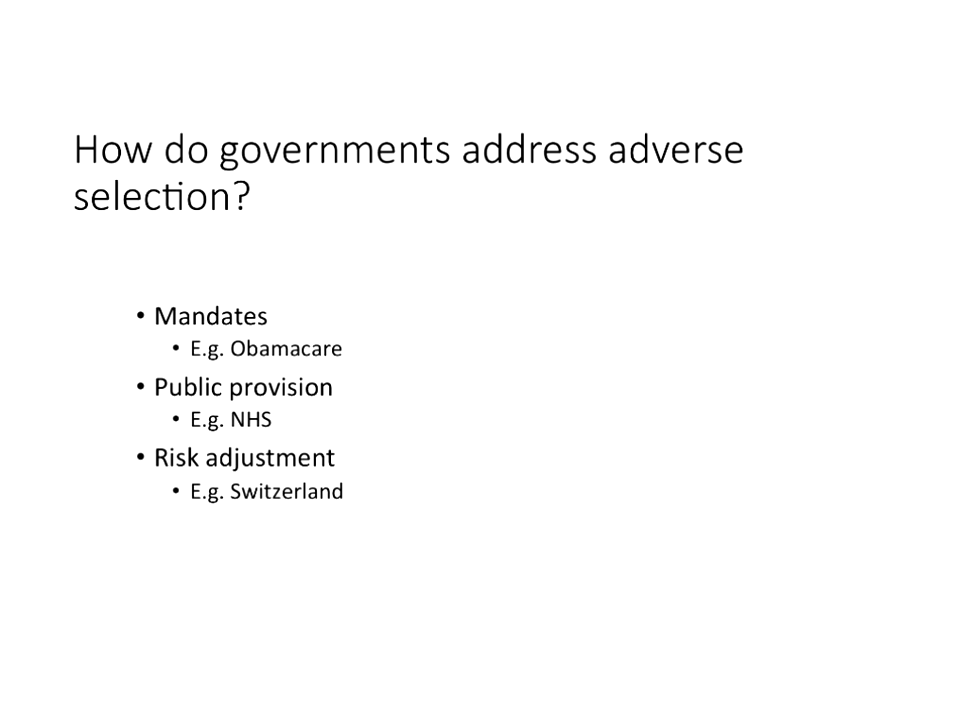 How do governments address adverse
selection?
• Mandates
• E.g. Obamacare
• Public provision
• E.g. NHS
• Risk adjustment
• E.g. Switzerland